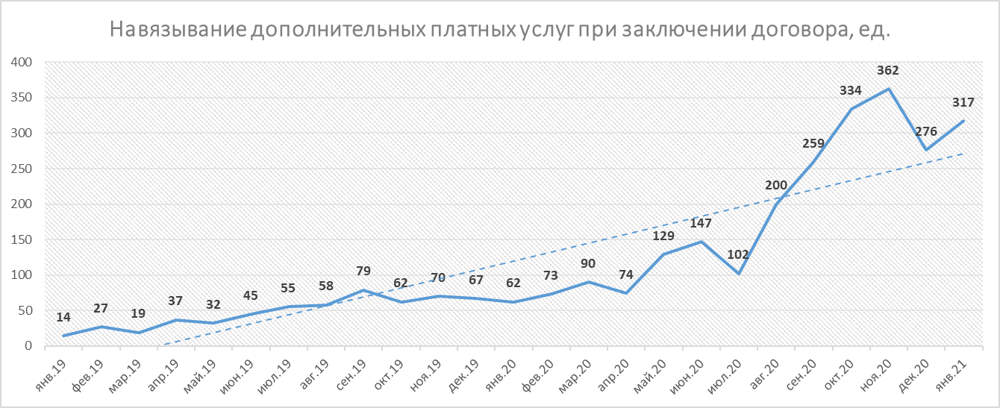 Навязывание дополнительных платных услуг при заключении договора, ед.
400
350
300
250
200
150
100
50
0
14
27
19
37
32
45
55
58
79
62
70
67
62
73
90
74
129
147
102
200
259
334
362
276
317
янв.19
фев.19
мар.19
апр.19
май.19
июн.19
июл.19
авг.19
сен.19
окт.19
ноя.19
дек.19
янв.20
фев.20
мар.20
апр.20
май.20
июн.20
июл.20
авг.20
сен.20
окт.20
ноя.20
дек.20
янв.21